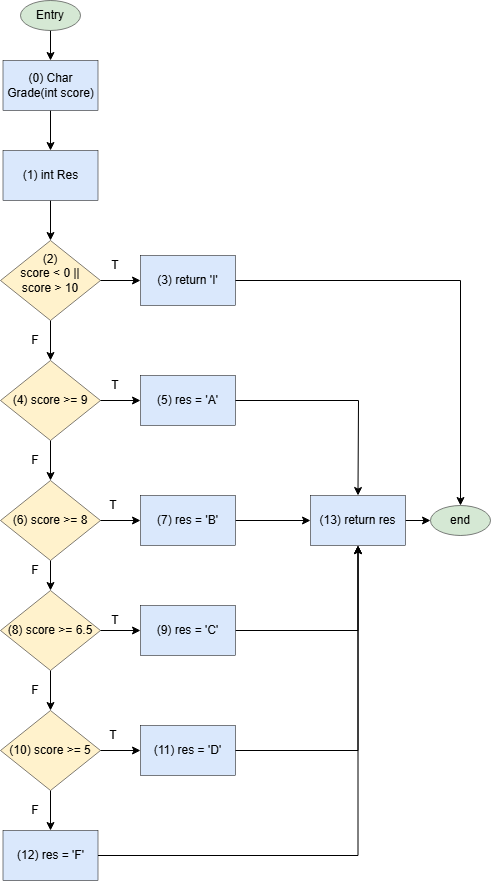 Entry
(0) Char
Grade(int score)
(1) int Res
(2)
score < 0 ||
score > 10
T
(3) return 'I'
F
(4) score >= 9
T
(5) res = 'A'
F
(6) score >= 8
T
(7) res = 'B'
(13) return res
end
F
(8) score >= 6.5
T
(9) res = 'C'
F
(10) score >= 5
T
(11) res = 'D'
F
(12) res = 'F'